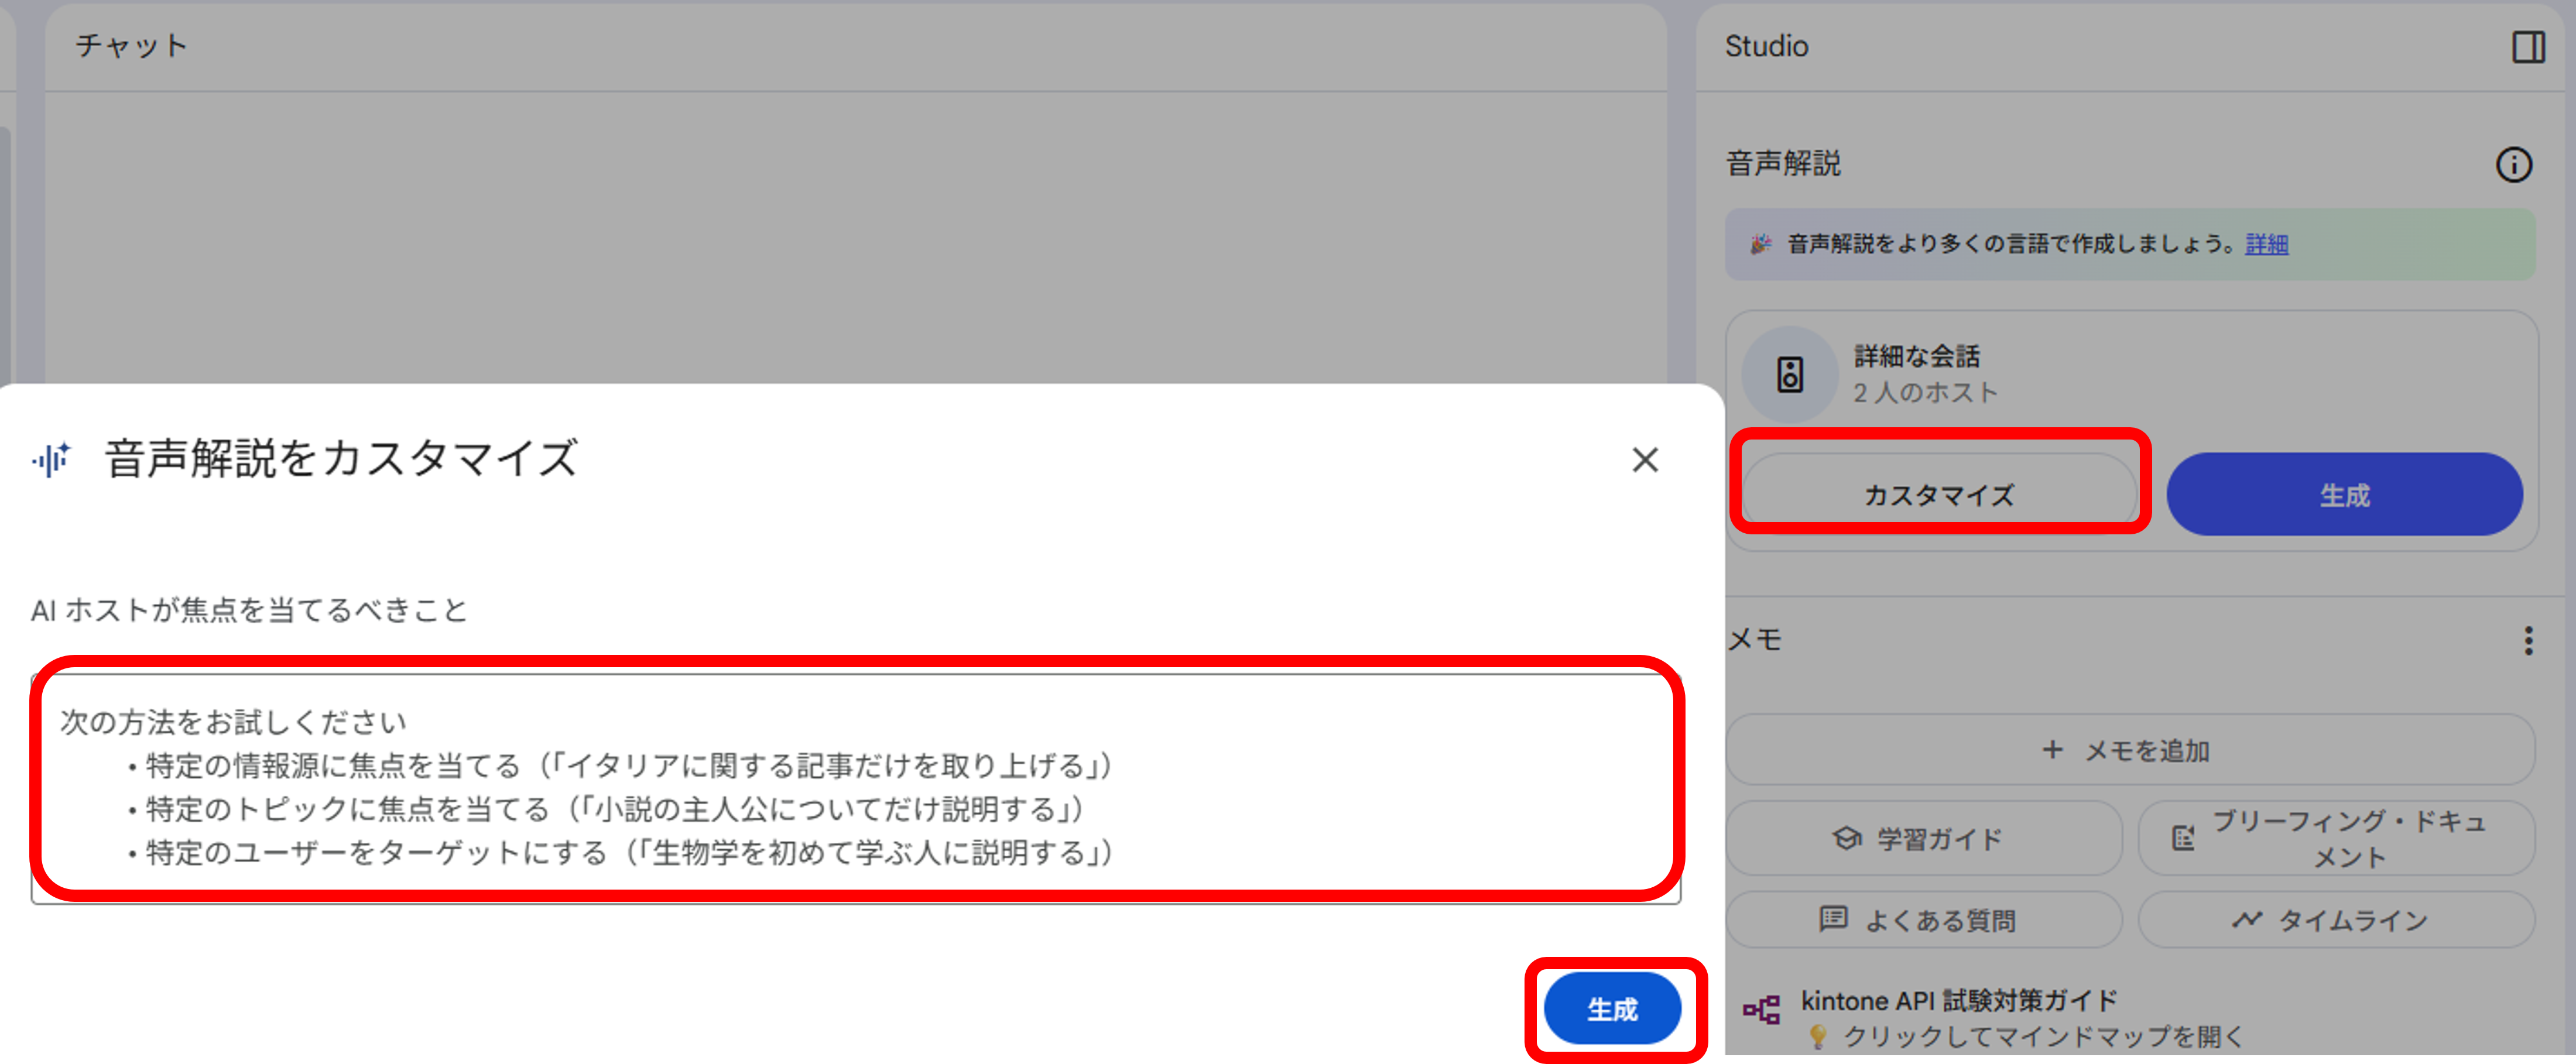 チャット
Studio
音声解説
🎉 音声解説をより多くの言語で作成しましょう。詳細
詳細な会話
2 人のホスト
カスタマイズ
生成
音声解説をカスタマイズ
AI ホストが焦点を当てるべきこと
次の方法をお試しください
• 特定の情報源に焦点を当てる（「イタリアに関する記事だけを取り上げる」）
• 特定のトピックに焦点を当てる（「小説の主人公についてだけ説明する」）
• 特定のユーザーをターゲットにする（「生物学を初めて学ぶ人に説明する」）
生成
メモ
+ メモを追加
学習ガイド
ブリーフィング・ドキュ
メント
よくある質問
タイムライン
kintone API 試験対策ガイド
💡 クリックしてマインドマップを開く